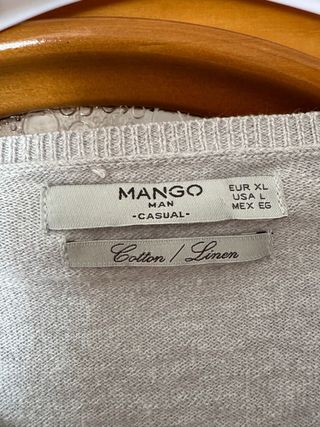 MANGO
MAN
-CASUAL-
EUR XL
USA L
MEX EG
Cotton / Linen